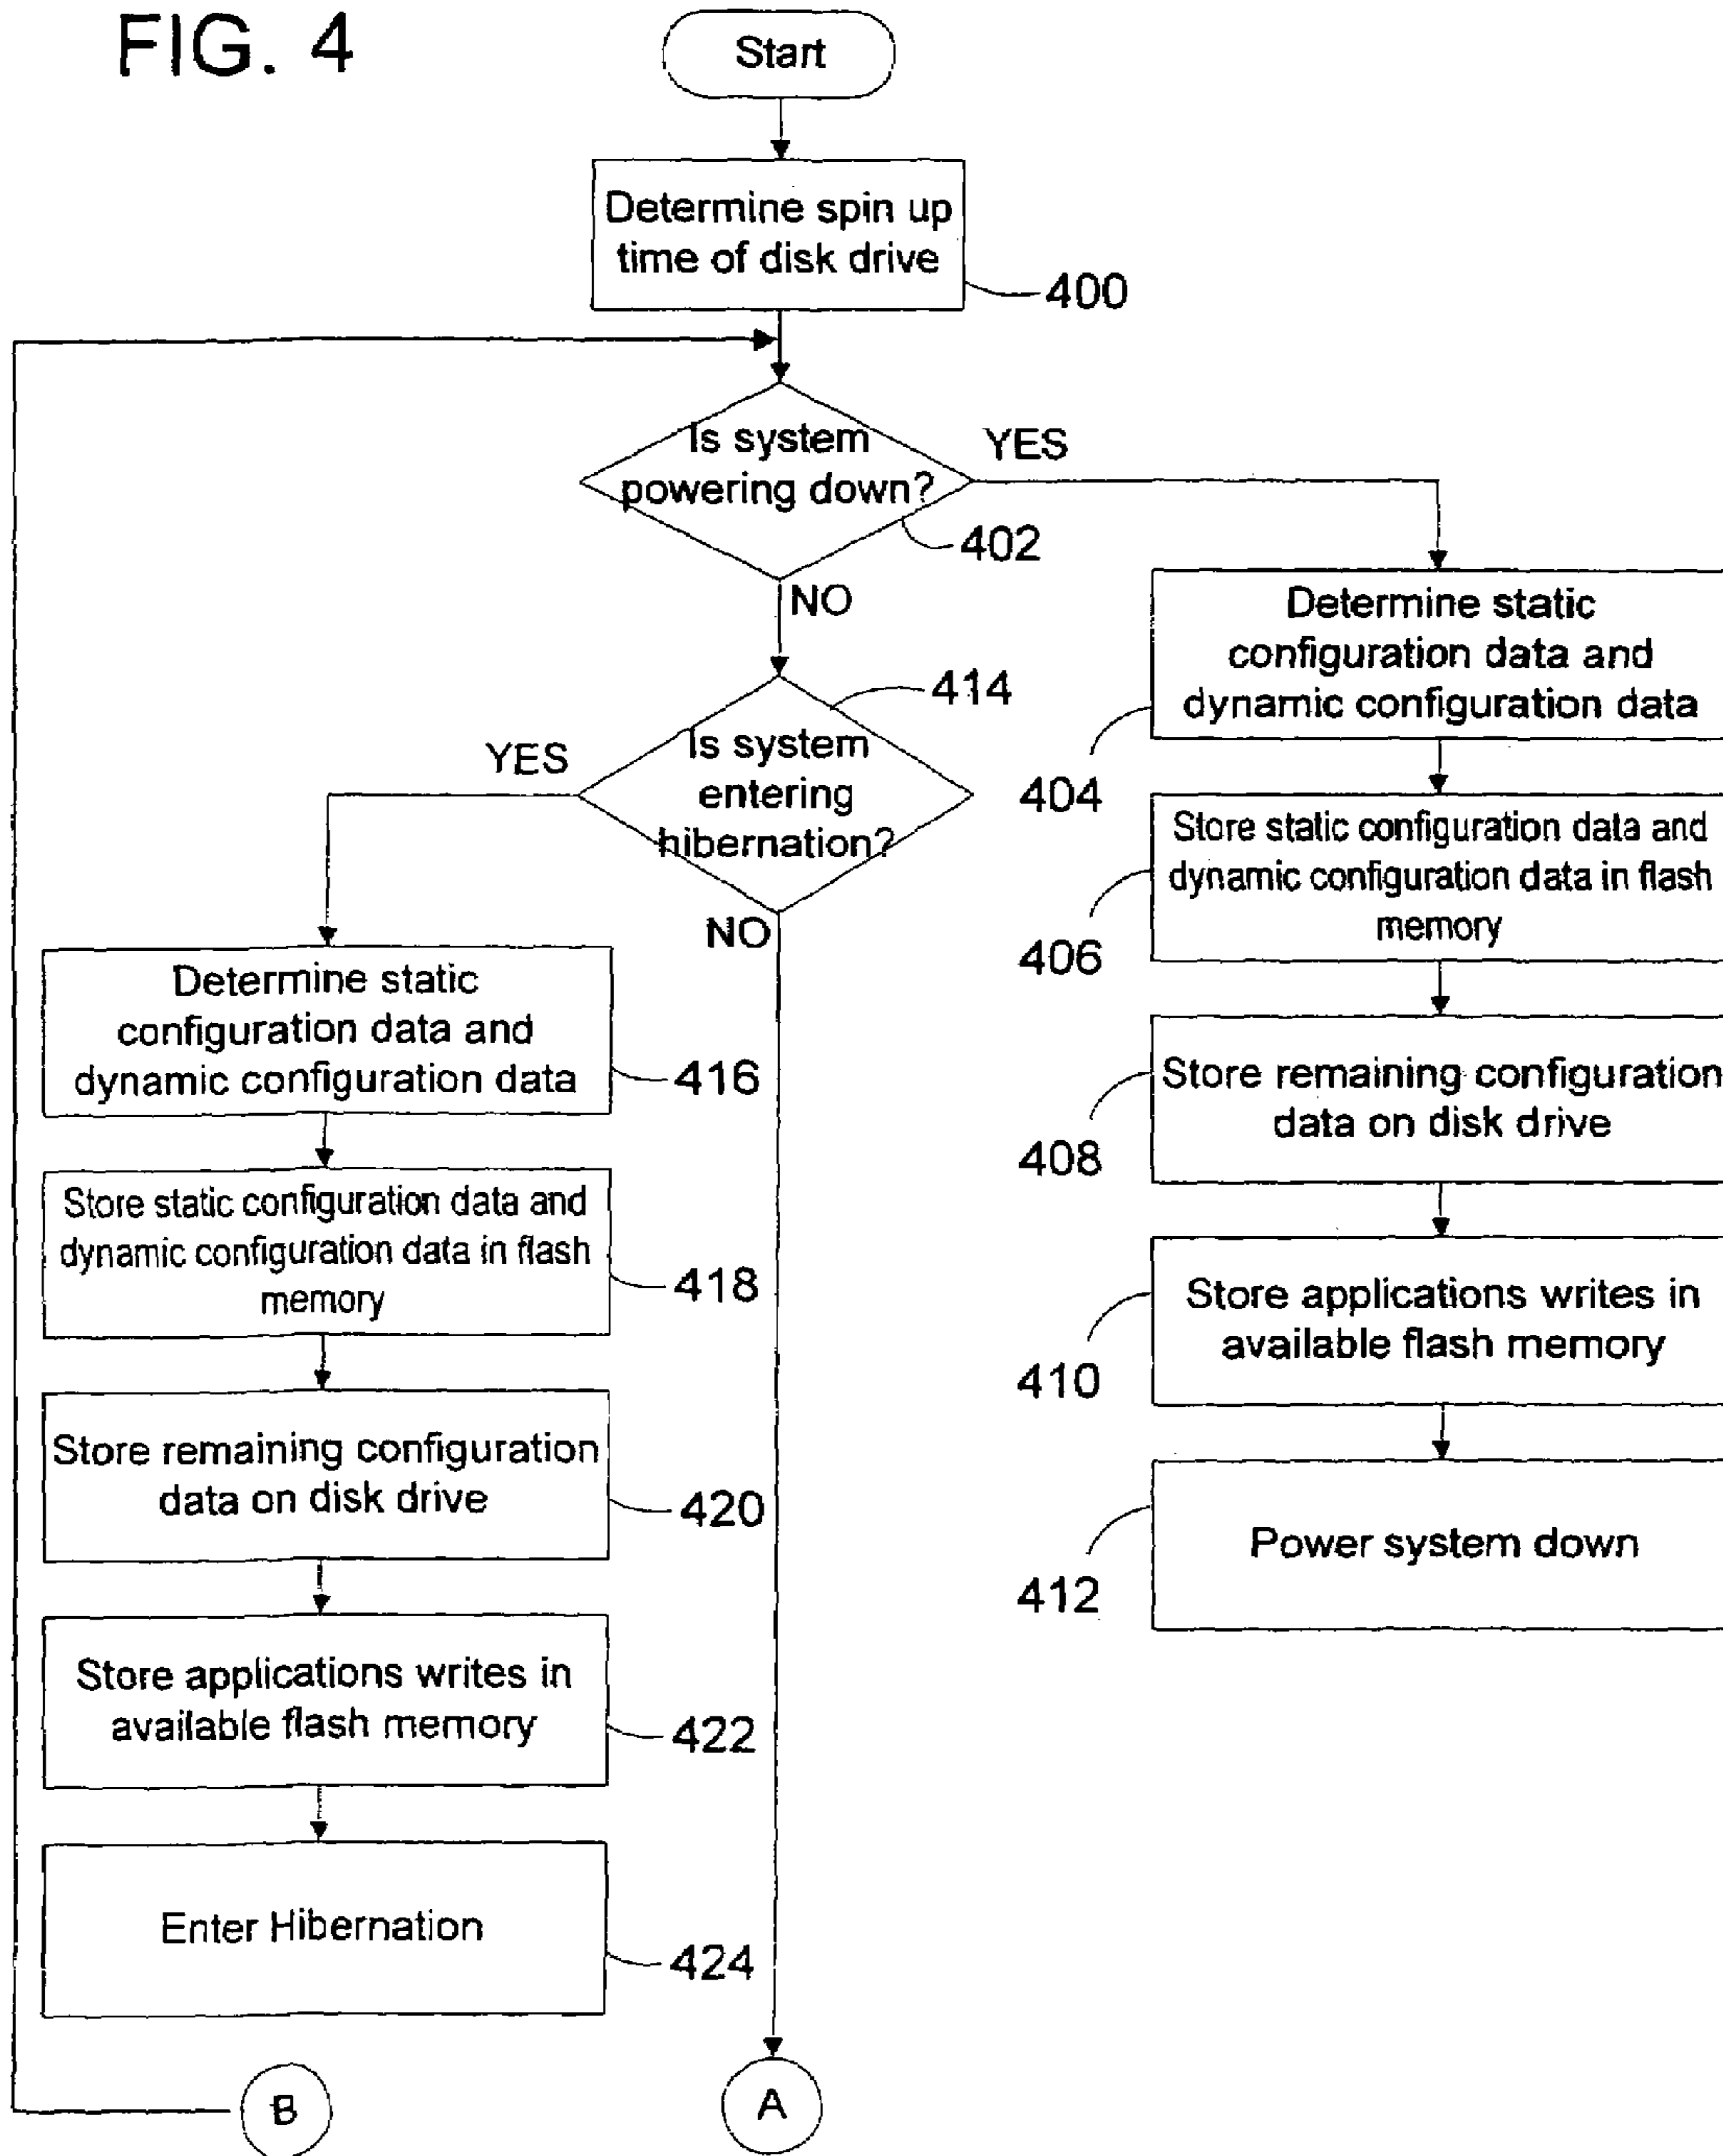 FIG. 4
Start
Determine spin up
time of disk drive
400
Is system
powering down?
402
YES
NO
Determine static
configuration data and
dynamic configuration data
404
Store static configuration data and
dynamic configuration data in flash
memory
406
Store remaining configuration
data on disk drive
408
Store applications writes in
available flash memory
410
Power system down
412
414
Is system
entering
hibernation?
YES
NO
Determine static
configuration data and
dynamic configuration data
416
Store static configuration data and
dynamic configuration data in flash
memory
418
Store remaining configuration
data on disk drive
420
Store applications writes in
available flash memory
422
Enter Hibernation
424
B
A